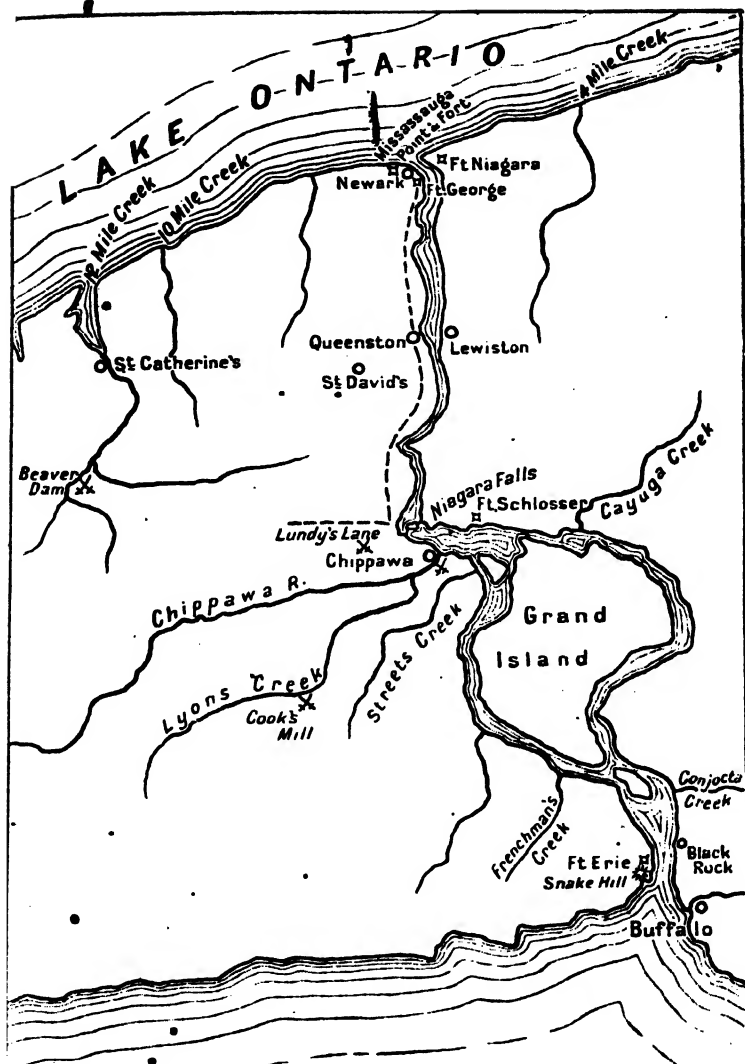 LAKE ONTARIO
4 Mile Creek
Mississauga
Point & Fort
Ft Niagara
Newark
Ft. George
10 Mile Creek
12 Mile Creek
Queenston
Lewiston
St Catherine's
St David's
Beaver
Dam
Niagara Falls
Ft. Schlosser
Cayuga Creek
Lundy's Lane
Chippawa
Chippawa R.
Grand
Island
Streets Creek
Lyons Creek
Cook's
Mill
Conjocta
Creek
Frenchman's
Creek
Ft Erie
Snake Hill
Black
Ruck
Buffalo